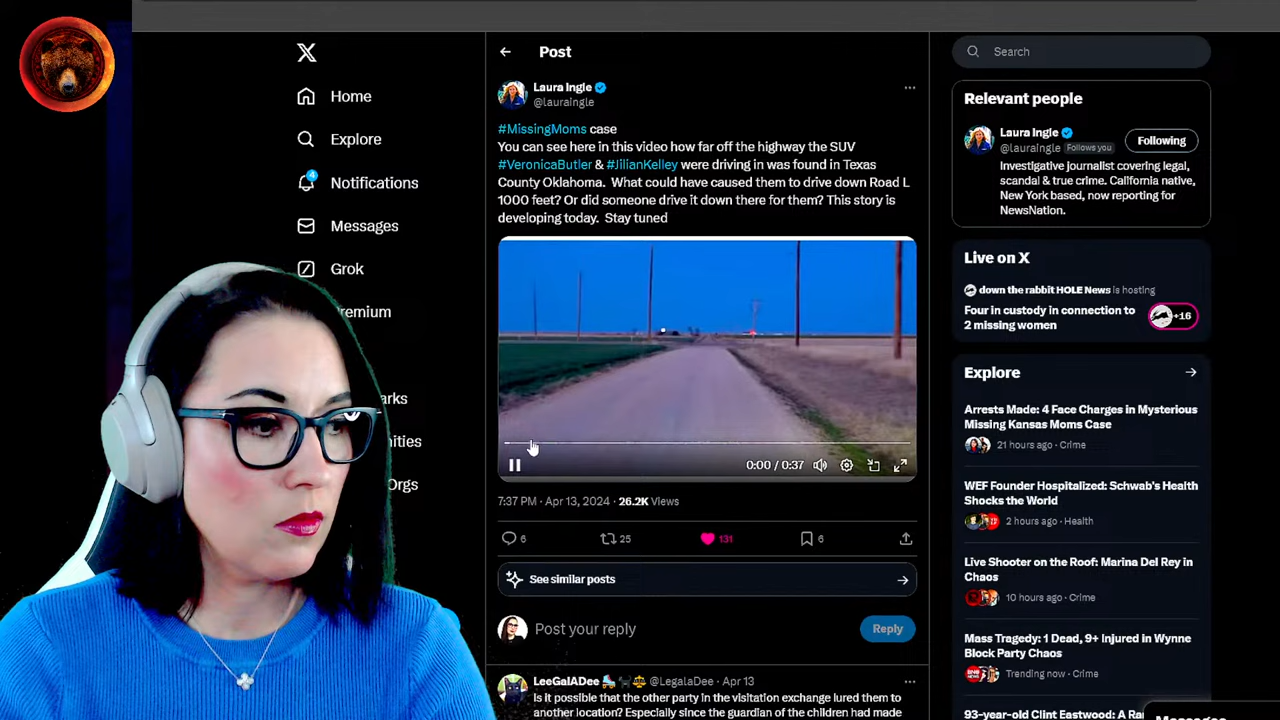 Home
Explore
Notifications
4
Messages
Grok
Premium
Post
Laura Ingle
@lauraingle
#MissingMoms case
You can see here in this video how far off the highway the SUV
#VeronicaButler & #JilianKelley were driving in was found in Texas
County Oklahoma. What could have caused them to drive down Road L
1000 feet? Or did someone drive it down there for them? This story is
developing today. Stay tuned
0:00 / 0:37
7:37 PM · Apr 13, 2024 · 26.2K Views
6
25
131
6
See similar posts
Post your reply
Reply
LeeGalADee
@LegalaDee · Apr 13
Is it possible that the other party in the visitation exchange lured them to
another location? Especially since the guardian of the children had made
Search
Relevant people
Laura Ingle
@lauraingle Follows you
Following
Investigative journalist covering legal,
scandal & true crime. California native,
New York based, now reporting for
NewsNation.
Live on X
down the rabbit HOLE News is hosting
Four in custody in connection to
2 missing women
+16
Explore
Arrests Made: 4 Face Charges in Mysterious
Missing Kansas Moms Case
21 hours ago · Crime
WEF Founder Hospitalized: Schwab's Health
Shocks the World
2 hours ago · Health
Live Shooter on the Roof: Marina Del Rey in
Chaos
10 hours ago · Crime
Mass Tragedy: 1 Dead, 9+ Injured in Wynne
Block Party Chaos
Trending now · Crime
93-year-old Clint Eastwood: A
Messages